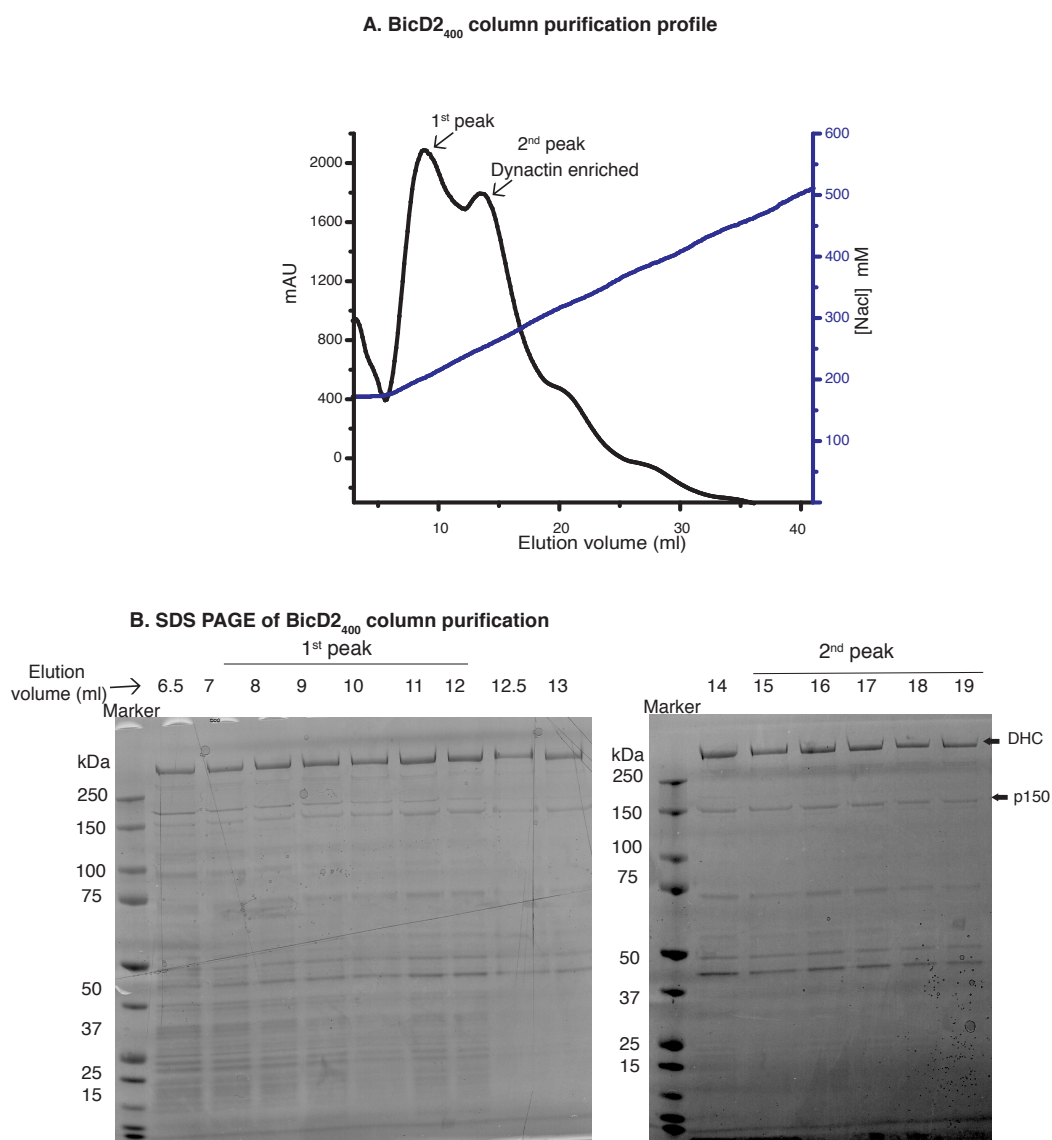 A. BicD2400 column purification profile
1st peak
2nd peak
Dynactin enriched
mAU
2000
1600
1200
800
400
0
600
500
400
300
200
100
[Nacl] mM
10 20 30 40
Elution volume (ml)
B. SDS PAGE of BicD2400 column purification
1st peak
Elution
volume (ml)
6.5 7 8 9 10 11 12 12.5 13
Marker
kDa
250
150
100
75
50
37
25
15
2nd peak
14 15 16 17 18 19
Marker
kDa
250
150
100
75
50
37
25
15
DHC
p150